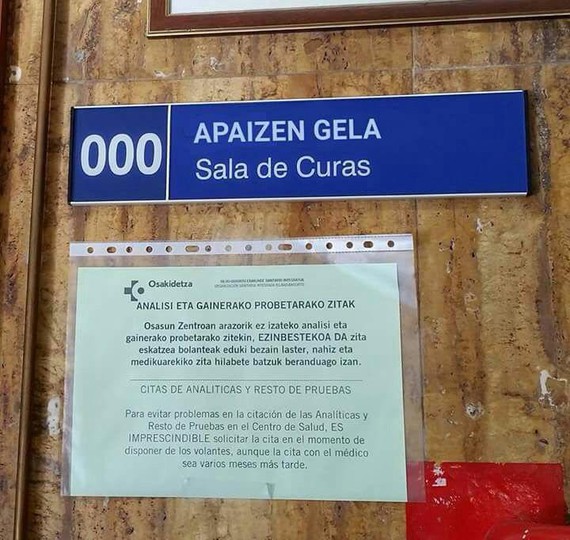 000
APAIZEN GELA
Sala de Curas
Osakidetza
ANALISI ETA GAINERAKO PROBETARAKO ZITAK
Osasun Zentroan arazorik ez izateko analisi eta
gainerako probetarako zitekin, EZINBESTEKOA DA zita
eskatzea bolanteak eduki bezain laster, nahiz eta
medikuarekiko zita hilabete batzuk beranduago izan.
CITAS DE ANALITICAS Y RESTO DE PRUEBAS
Para evitar problemas en la citación de las Analíticas y
Resto de Pruebas en el Centro de Salud, ES
IMPRESCINDIBLE solicitar la cita en el momento de
disponer de los volantes, aunque la cita con el médico
sea varios meses más tarde.